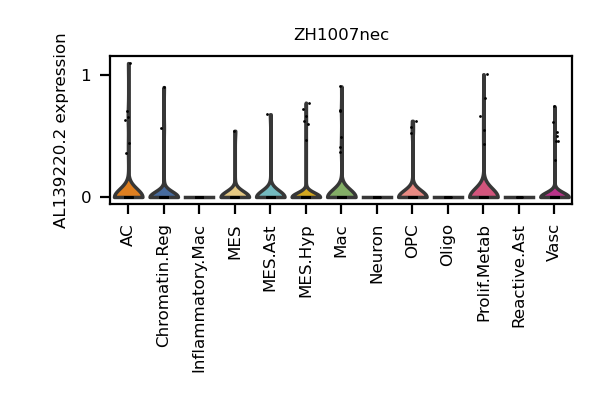 ZH1007nec
AL139220.2 expression
1
0
AC
Chromatin.Reg
Inflammatory.Mac
MES
MES.Ast
MES.Hyp
Mac
Neuron
OPC
Oligo
Prolif.Metab
Reactive.Ast
Vasc